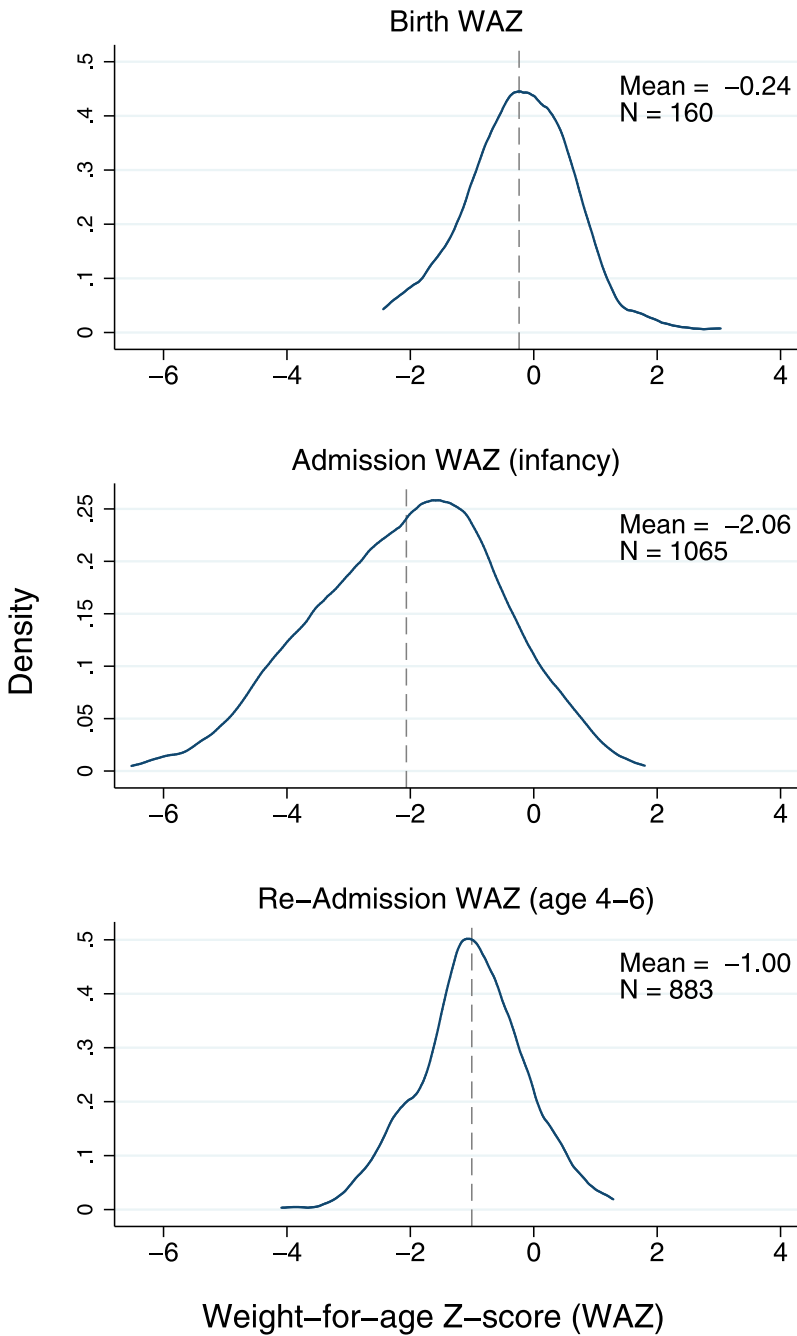 Birth WAZ
Mean = −0.24
N = 160
.5
.4
.3
.2
.1
0
−6 −4 −2 0 2 4
Admission WAZ (infancy)
Mean = −2.06
N = 1065
.25
.2
.15
.1
.05
0
−6 −4 −2 0 2 4
Density
Re−Admission WAZ (age 4−6)
Mean = −1.00
N = 883
.5
.4
.3
.2
.1
0
−6 −4 −2 0 2 4
Weight−for−age Z−score (WAZ)